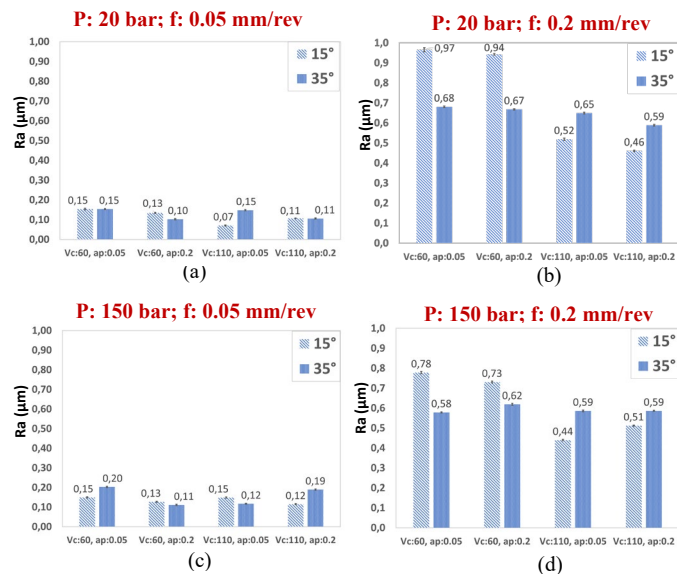 P: 20 bar; f: 0.05 mm/rev
1,00
0,90
0,80
0,70
0,60
0,50
0,40
0,30
0,20
0,10
0,00
Ra (μm)
15°
35°
0,15 0,15 0,13 0,10 0,07 0,15 0,11 0,11
Vc:60, ap:0.05 Vc:60, ap:0.2 Vc:110, ap:0.05 Vc:110, ap:0.2
(a)
P: 20 bar; f: 0.2 mm/rev
1,0
0,9
0,8
0,7
0,6
0,5
0,4
0,3
0,2
0,1
0,0
Ra (μm)
15°
35°
0,97 0,68 0,94 0,67 0,52 0,65 0,46 0,59
Vc:60, ap:0.05 Vc:60, ap:0.2 Vc:110, ap:0.05 Vc:110, ap:0.2
(b)
P: 150 bar; f: 0.05 mm/rev
1,00
0,90
0,80
0,70
0,60
0,50
0,40
0,30
0,20
0,10
0,00
Ra (μm)
15°
35°
0,15 0,20 0,13 0,11 0,15 0,12 0,12 0,19
Vc:60, ap:0.05 Vc:60, ap:0.2 Vc:110, ap:0.05 Vc:110, ap:0.2
(c)
P: 150 bar; f: 0.2 mm/rev
1,0
0,9
0,8
0,7
0,6
0,5
0,4
0,3
0,2
0,1
0,0
Ra (μm)
15°
35°
0,78 0,58 0,73 0,62 0,44 0,59 0,51 0,59
Vc:60, ap:0.05 Vc:60, ap:0.2 Vc:110, ap:0.05 Vc:110, ap:0.2
(d)